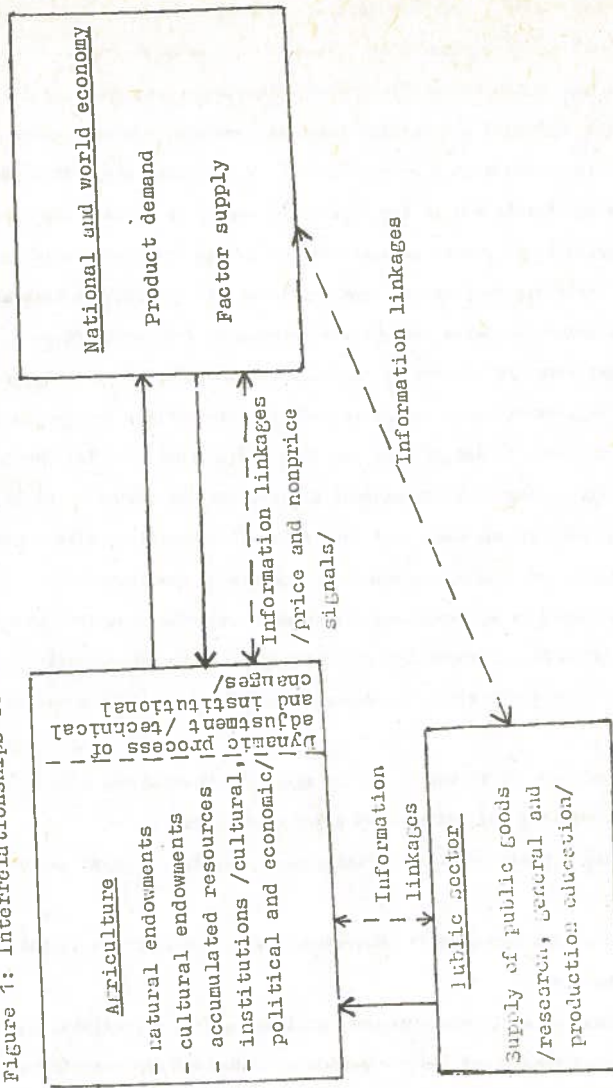 Figure 1: Interrelationships
Agriculture
- natural endowments
- cultural endowments
- accumulated resources
- institutions /cultural,
political and economic/
Dynamic process of
adjustment /technical
and institutional
changes/
National and world economy
Product demand
Factor supply
Information linkages
/price and nonprice
signals/
Information
linkages
Information linkages
Public sector
Supply of public goods
/research, general and
production education/